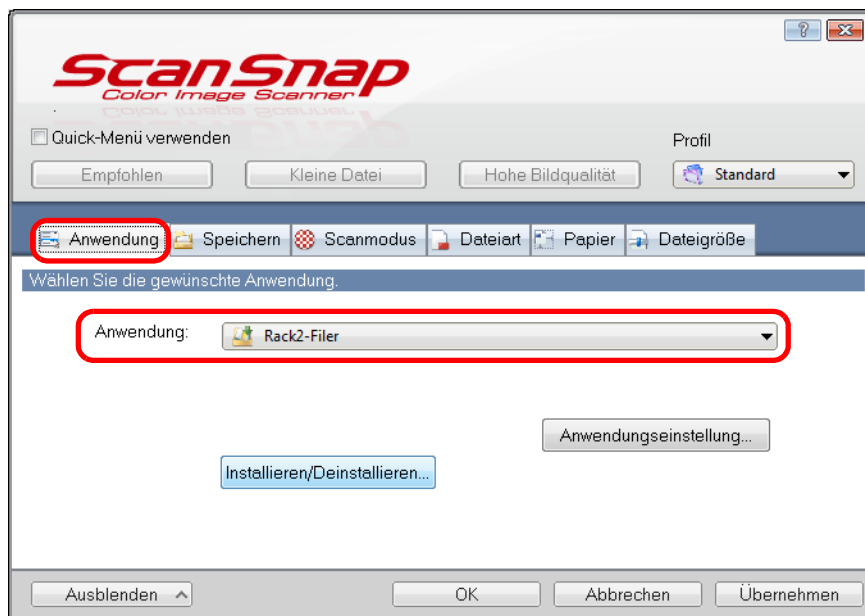 ScanSnap
Color Image Scanner
Quick-Menü verwenden
Profil
Empfohlen Kleine Datei Hohe Bildqualität Standard
Anwendung Speichern Scanmodus Dateiart Papier Dateigröße
Wählen Sie die gewünschte Anwendung.
Anwendung: Rack2-Filer
Anwendungseinstellung...
Installieren/Deinstallieren...
Ausblenden OK Abbrechen Übernehmen